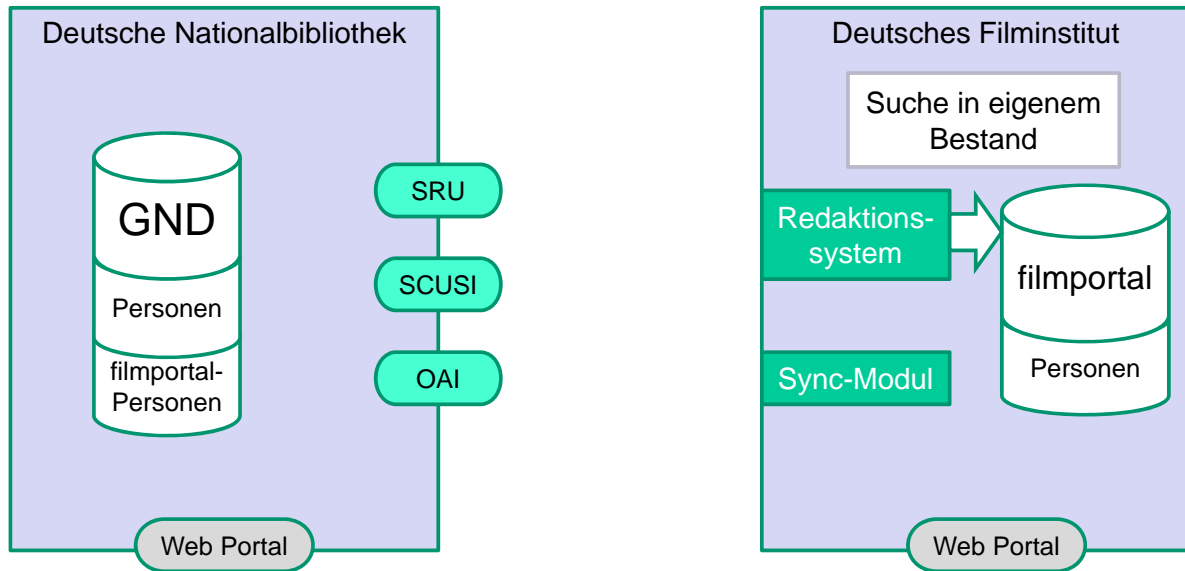 Deutsche Nationalbibliothek
GND
Personen
filmportal-
Personen
SRU
SCUSI
OAI
Web Portal
Deutsches Filminstitut
Suche in eigenem
Bestand
Redaktions-
system
filmportal
Personen
Sync-Modul
Web Portal